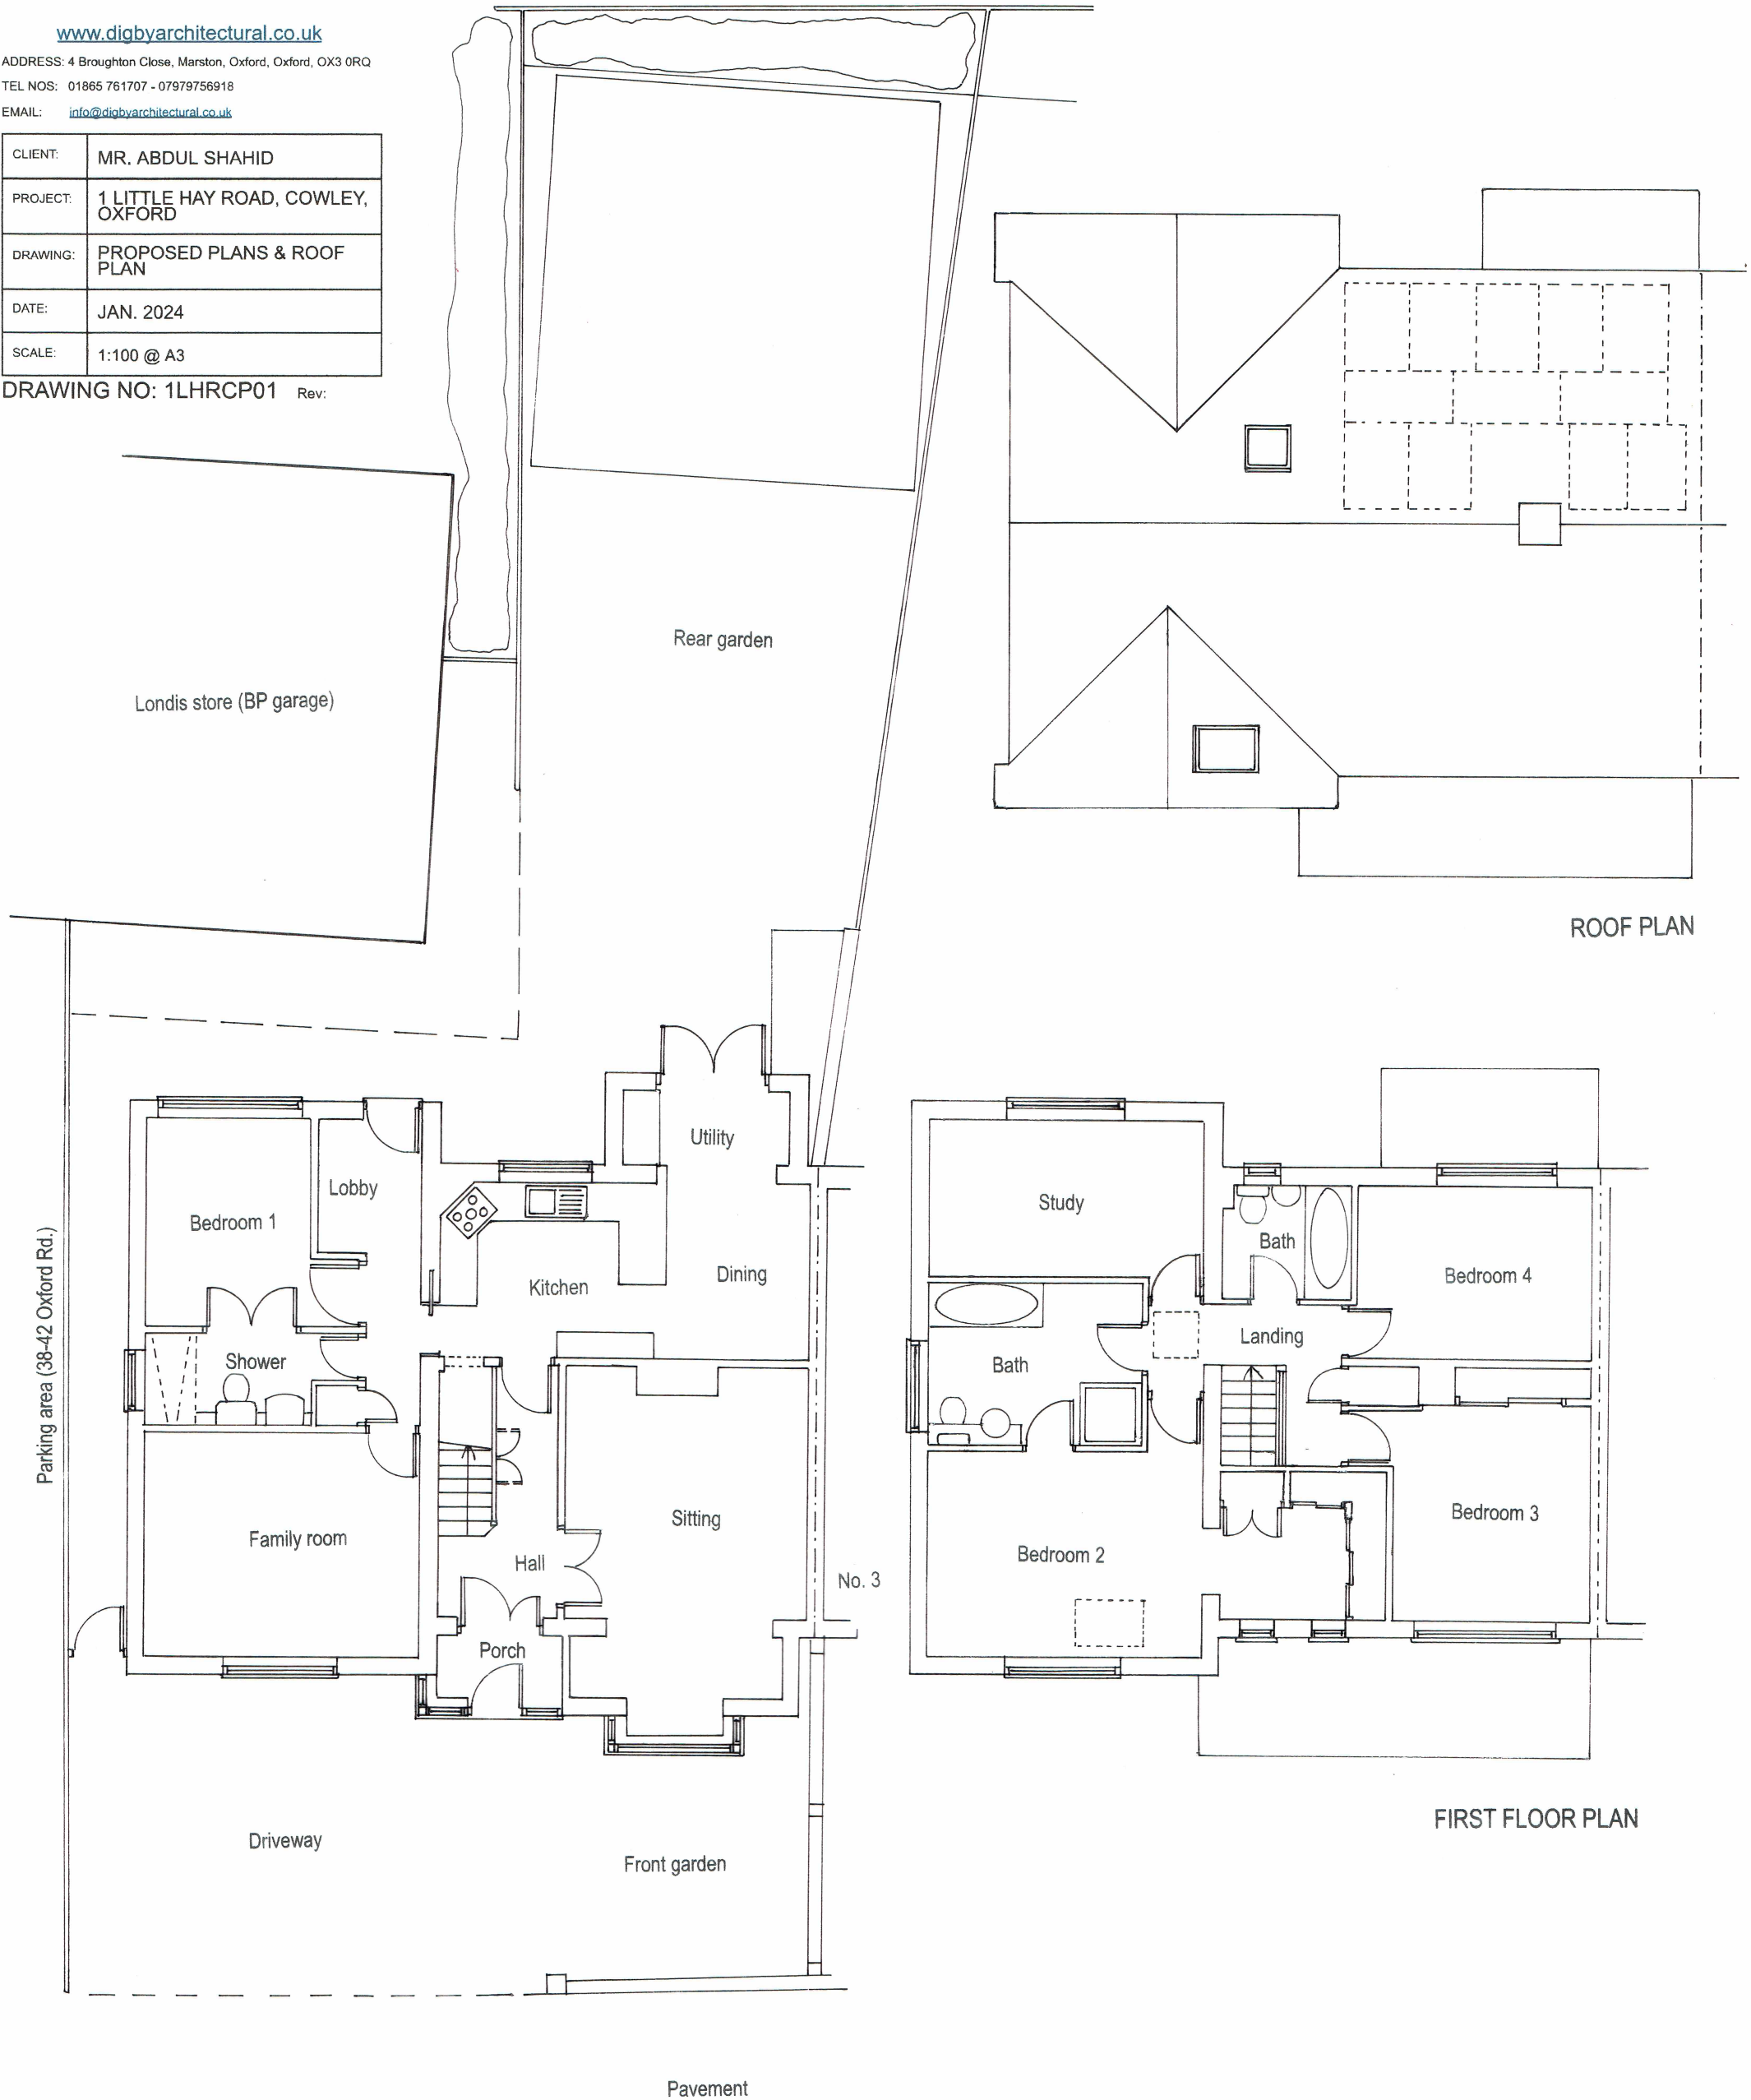 www.digbyarchitectural.co.uk
ADDRESS: 4 Broughton Close, Marston, Oxford, Oxford, OX3 0RQ
TEL NOS: 01865 761707 - 07979756918
EMAIL: info@digbyarchitectural.co.uk
CLIENT: MR. ABDUL SHAHID
PROJECT: 1 LITTLE HAY ROAD, COWLEY,
OXFORD
DRAWING: PROPOSED PLANS & ROOF
PLAN
DATE: JAN. 2024
SCALE: 1:100 @ A3
DRAWING NO: 1LHRCP01 Rev:
Rear garden
Londis store (BP garage)
ROOF PLAN
Utility
Lobby
Bedroom 1
Kitchen
Dining
Shower
Parking area (38-42 Oxford Rd.)
Sitting
Family room
Hall
No. 3
Porch
Driveway
Front garden
Pavement
Study
Bath
Bedroom 4
Landing
Bath
Bedroom 3
Bedroom 2
FIRST FLOOR PLAN